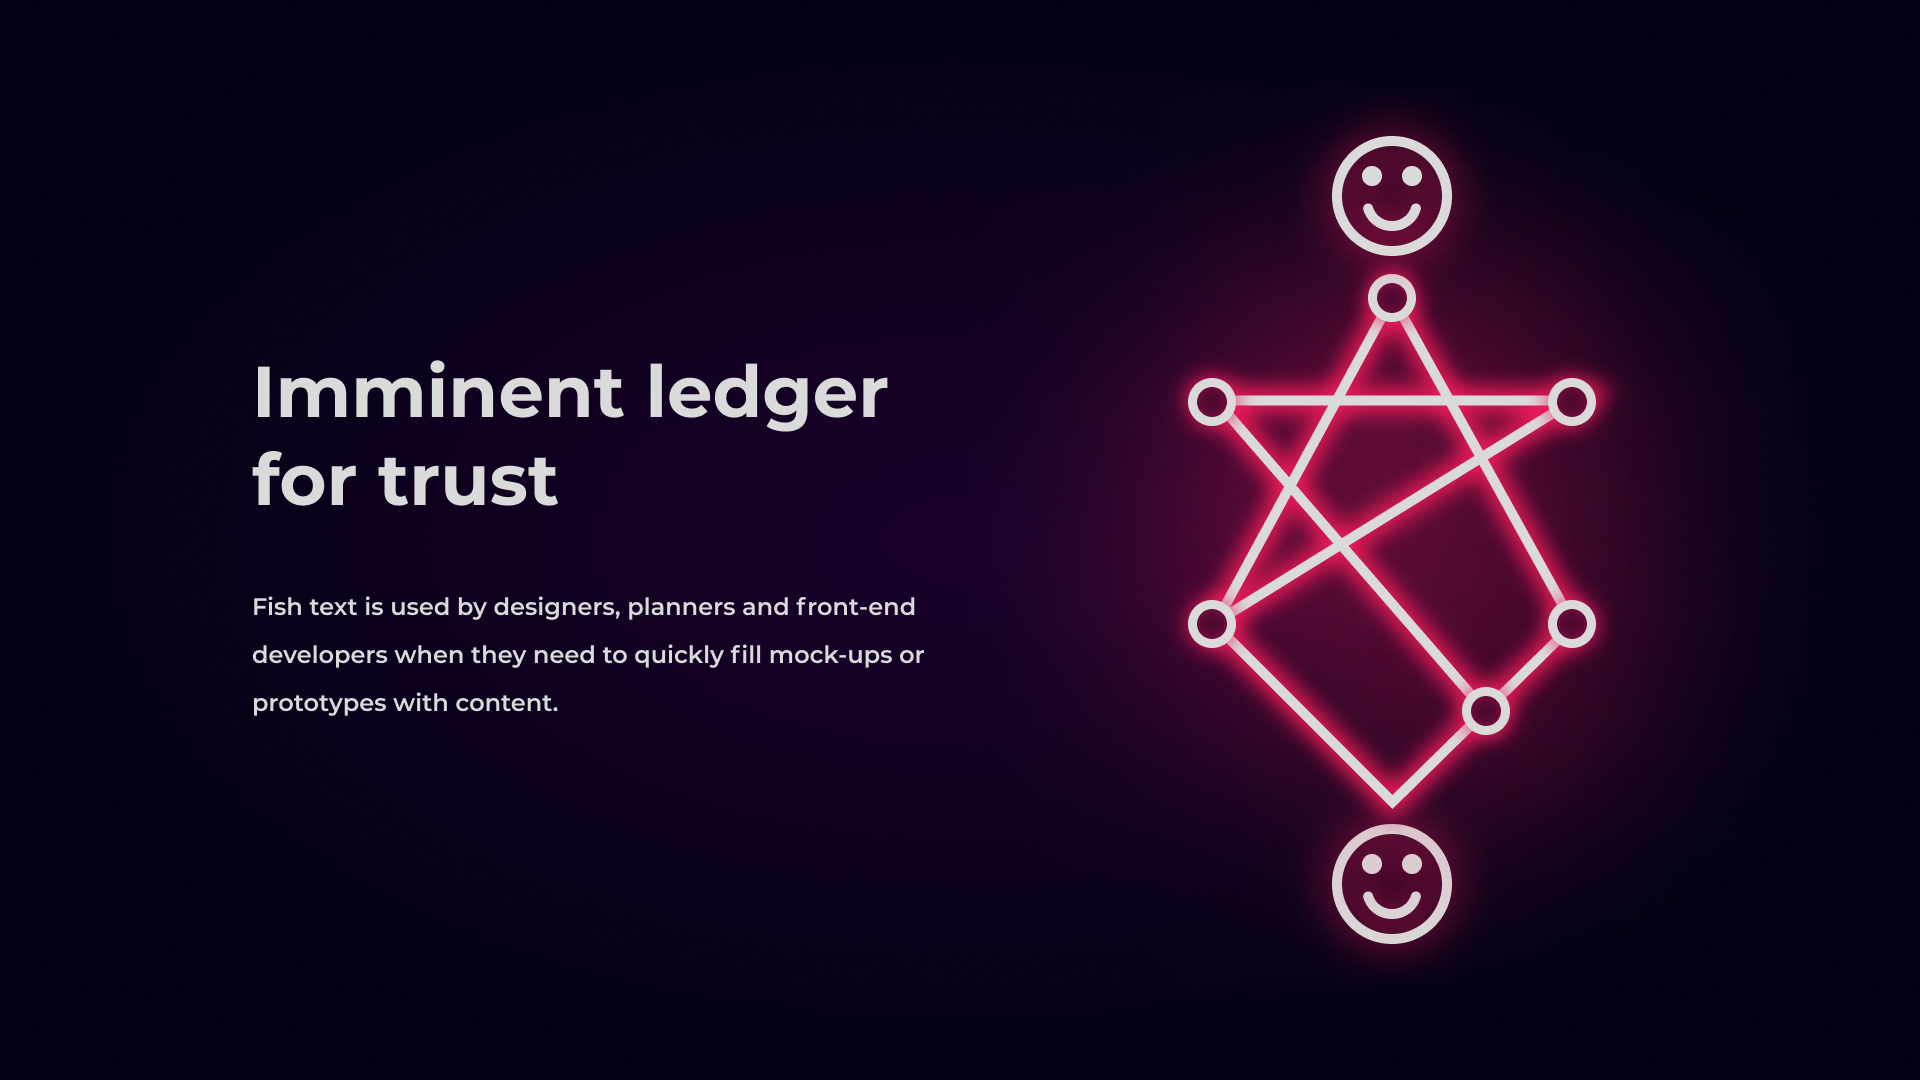 Imminent ledger
for trust
Fish text is used by designers, planners and front-end
developers when they need to quickly fill mock-ups or
prototypes with content.